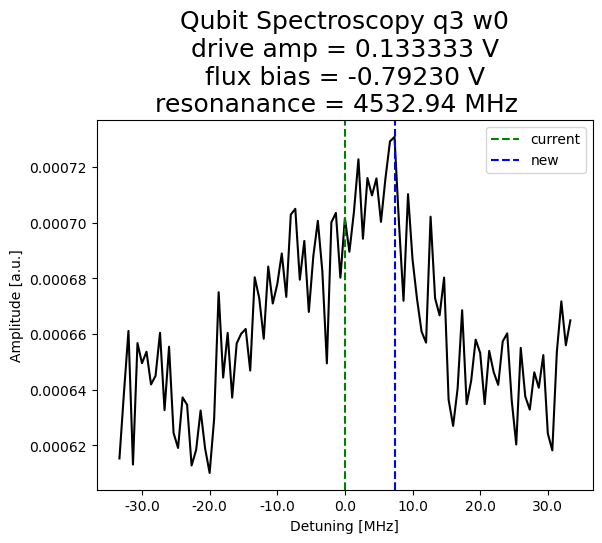 Qubit Spectroscopy q3 w0
drive amp = 0.133333 V
flux bias = -0.79230 V
resonanance = 4532.94 MHz
current
new
0.00072
0.00070
0.00068
0.00066
0.00064
0.00062
Amplitude [a.u.]
-30.0 -20.0 -10.0 0.0 10.0 20.0 30.0
Detuning [MHz]